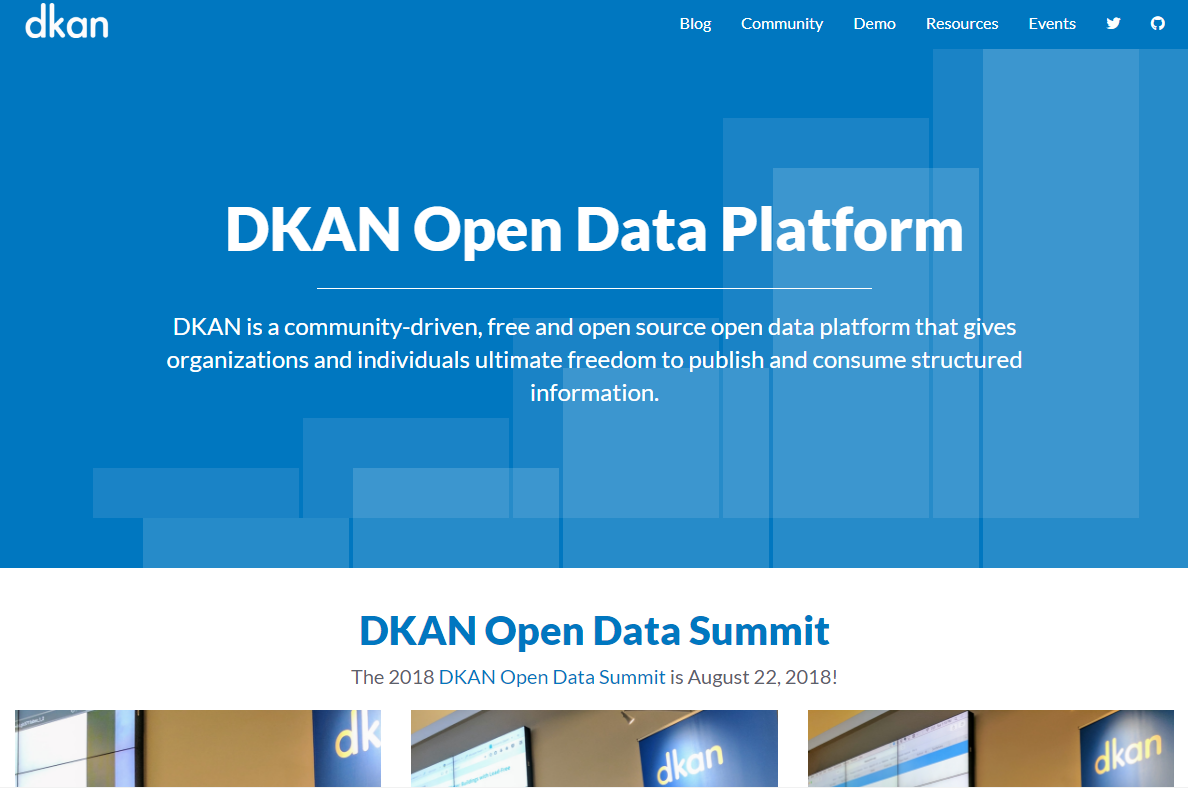 dkan
Blog Community Demo Resources Events
DKAN Open Data Platform
DKAN is a community-driven, free and open source open data platform that gives
organizations and individuals ultimate freedom to publish and consume structured
information.
DKAN Open Data Summit
The 2018 DKAN Open Data Summit is August 22, 2018!
dk
dkan
dkan